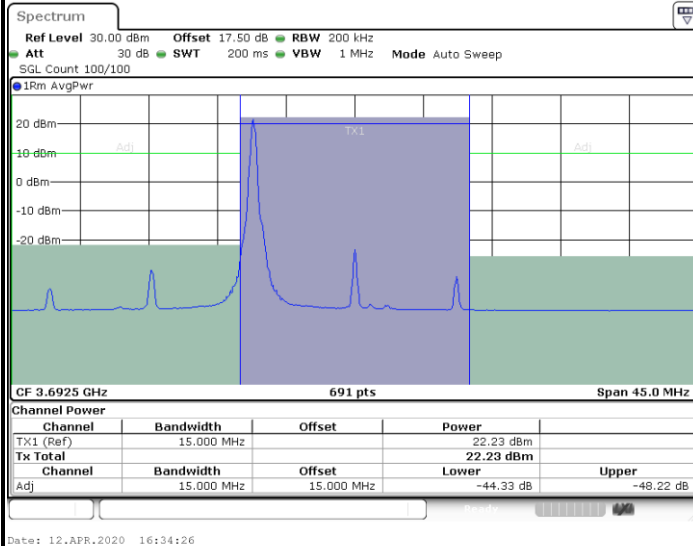 Spectrum
Ref Level 30.00 dBm Offset 17.50 dB RBW 200 kHz
Att 30 dB SWT 200 ms VBW 1 MHz Mode Auto Sweep
SGL Count 100/100
1Rm AvgPwr
20 dBm
TX1
Adj
Adj
10 dBm
0 dBm
-10 dBm
-20 dBm
CF 3.6925 GHz 691 pts Span 45.0 MHz
Channel Power
Channel Bandwidth Offset Power
TX1 (Ref) 15.000 MHz 22.23 dBm
Tx Total 22.23 dBm
Channel Bandwidth Offset Lower Upper
Adj 15.000 MHz 15.000 MHz -44.33 dB -48.22 dB
Ready
Date: 12.APR.2020 16:34:26